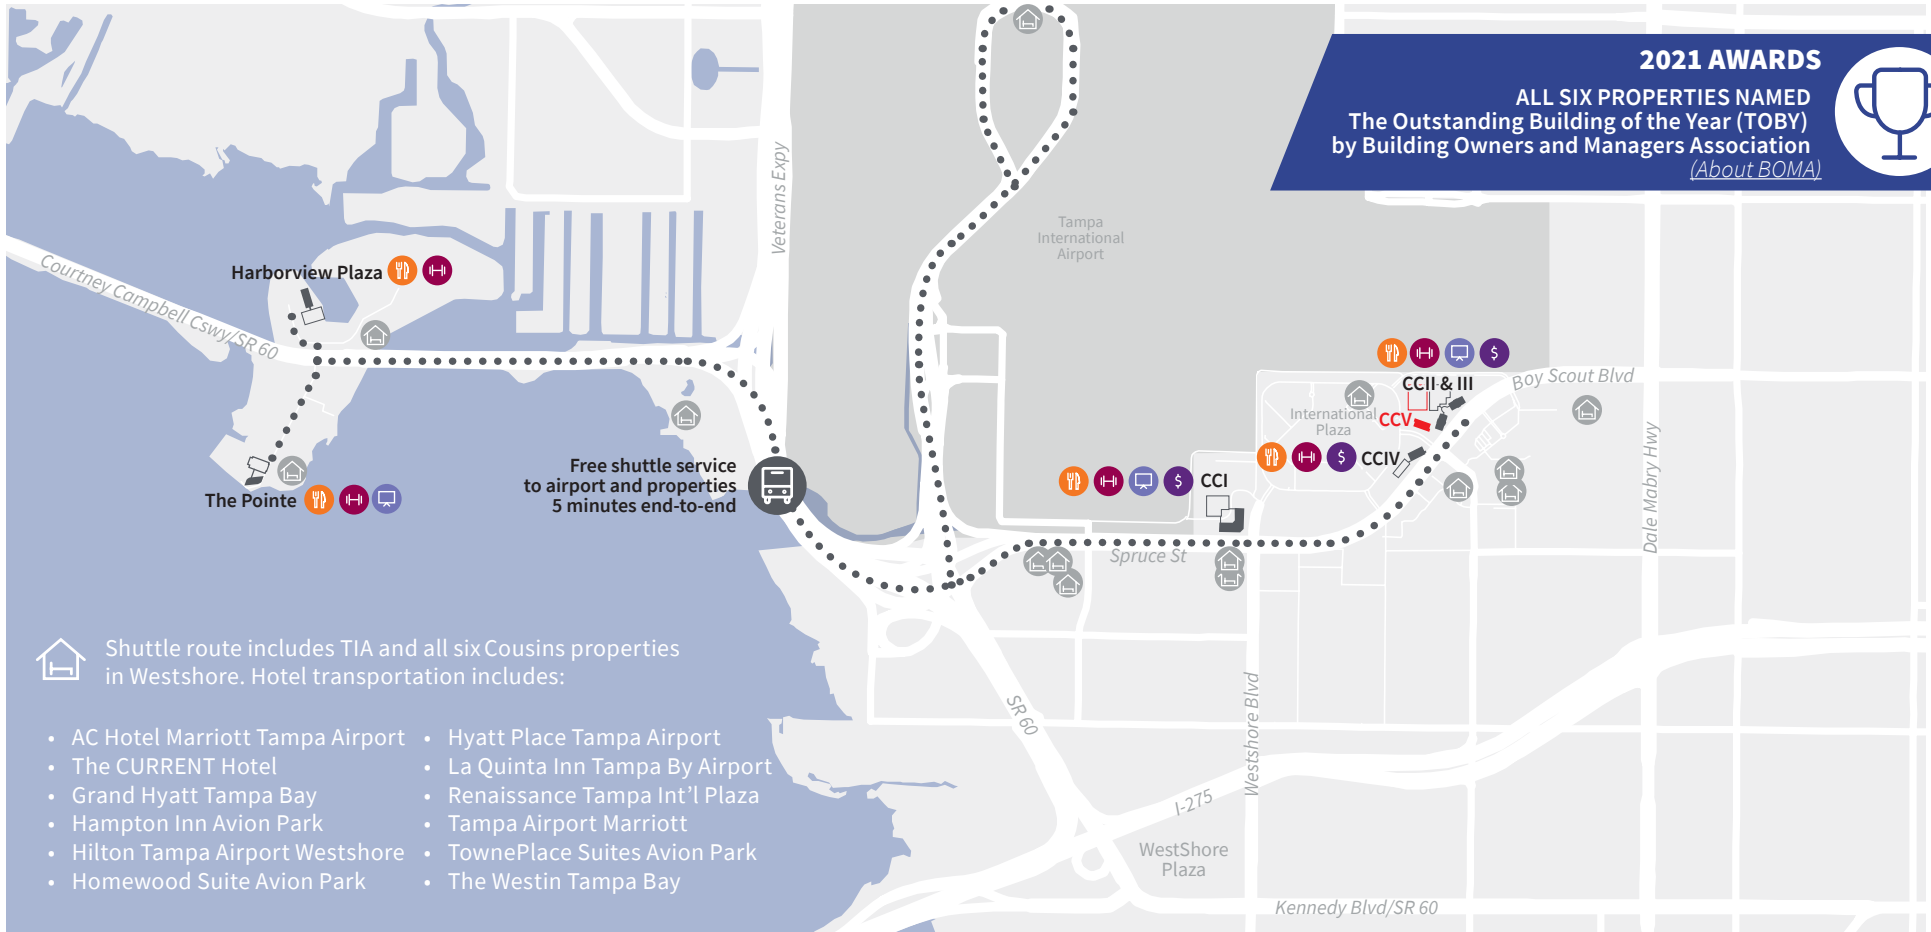 2021 AWARDS
ALL SIX PROPERTIES NAMED
The Outstanding Building of the Year (TOBY)
by Building Owners and Managers Association
(About BOMA)
Veterans Expy
Tampa
International
Airport
Courtney Campbell Cswy/SR 60
Harborview Plaza
$
CCII & III
Boy Scout Blvd
International
Plaza
CCV
$
CCIV
Dale Mabry Hwy
Free shuttle service
to airport and properties
5 minutes end-to-end
The Pointe
$
CCI
Spruce St
Shuttle route includes TIA and all six Cousins properties
in Westshore. Hotel transportation includes:
• AC Hotel Marriott Tampa Airport
• The CURRENT Hotel
• Grand Hyatt Tampa Bay
• Hampton Inn Avion Park
• Hilton Tampa Airport Westshore
• Homewood Suite Avion Park
• Hyatt Place Tampa Airport
• La Quinta Inn Tampa By Airport
• Renaissance Tampa Int'l Plaza
• Tampa Airport Marriott
• TownePlace Suites Avion Park
• The Westin Tampa Bay
SR 60
Westshore Blvd
I-275
WestShore
Plaza
Kennedy Blvd/SR 60